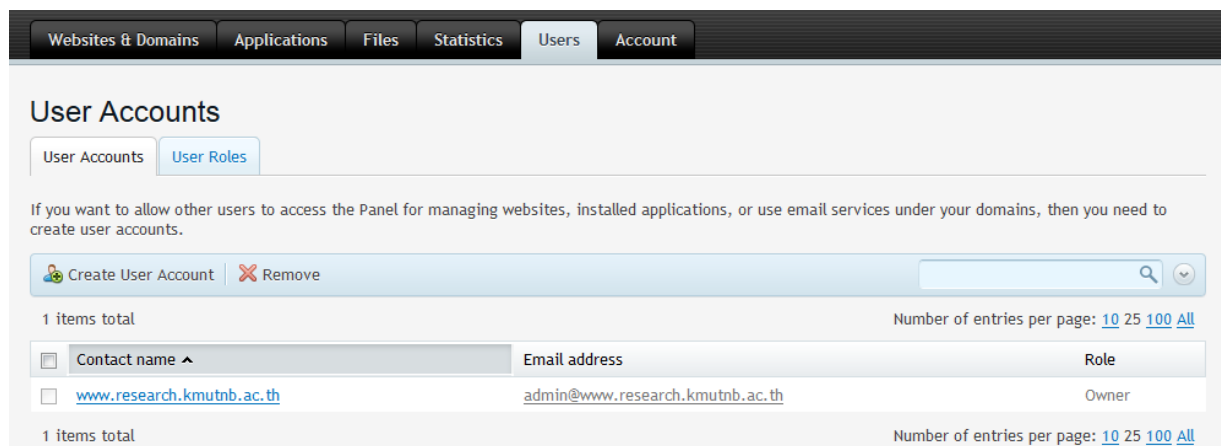 Websites & Domains Applications Files Statistics Users Account
User Accounts
User Accounts User Roles
If you want to allow other users to access the Panel for managing websites, installed applications, or use email services under your domains, then you need to
create user accounts.
Create User Account Remove
1 items total Number of entries per page: 10 25 100 All
Contact name Email address Role
www.research.kmutnb.ac.th admin@www.research.kmutnb.ac.th Owner
1 items total Number of entries per page: 10 25 100 All